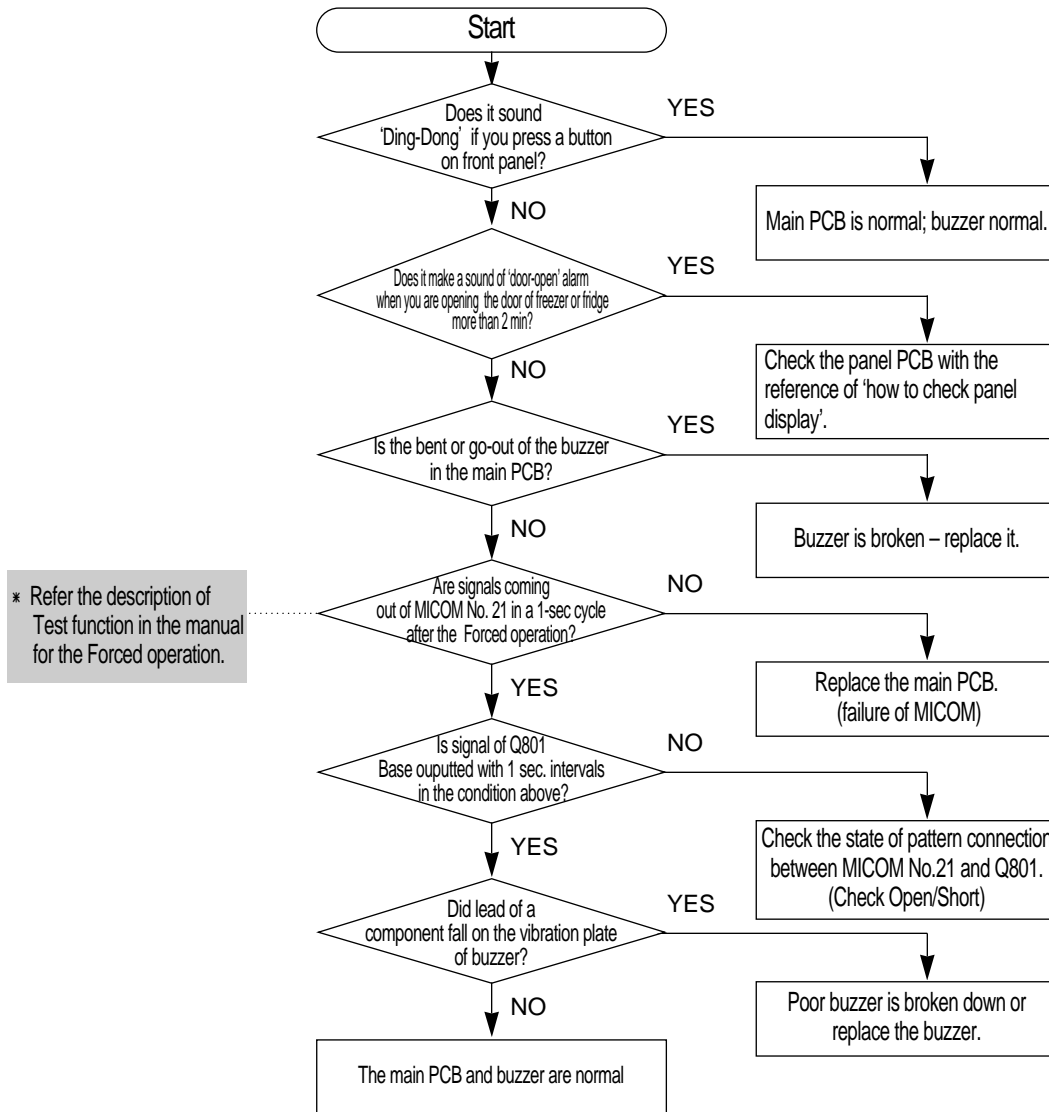 Start
Does it sound
‘Ding-Dong’ if you press a button
on front panel?
YES
Main PCB is normal; buzzer normal.
NO
Does it make a sound of ‘door-open’ alarm
when you are opening the door of freezer or fridge
more than 2 min?
YES
Check the panel PCB with the
reference of ‘how to check panel
display’.
NO
Is the bent or go-out of the buzzer
in the main PCB?
YES
Buzzer is broken – replace it.
NO
* Refer the description of
Test function in the manual
for the Forced operation.
Are signals coming
out of MICOM No. 21 in a 1-sec cycle
after the Forced operation?
NO
Replace the main PCB.
(failure of MICOM)
YES
Is signal of Q801
Base ouputted with 1 sec. intervals
in the condition above?
NO
Check the state of pattern connection
between MICOM No.21 and Q801.
(Check Open/Short)
YES
Did lead of a
component fall on the vibration plate
of buzzer?
YES
Poor buzzer is broken down or
replace the buzzer.
NO
The main PCB and buzzer are normal